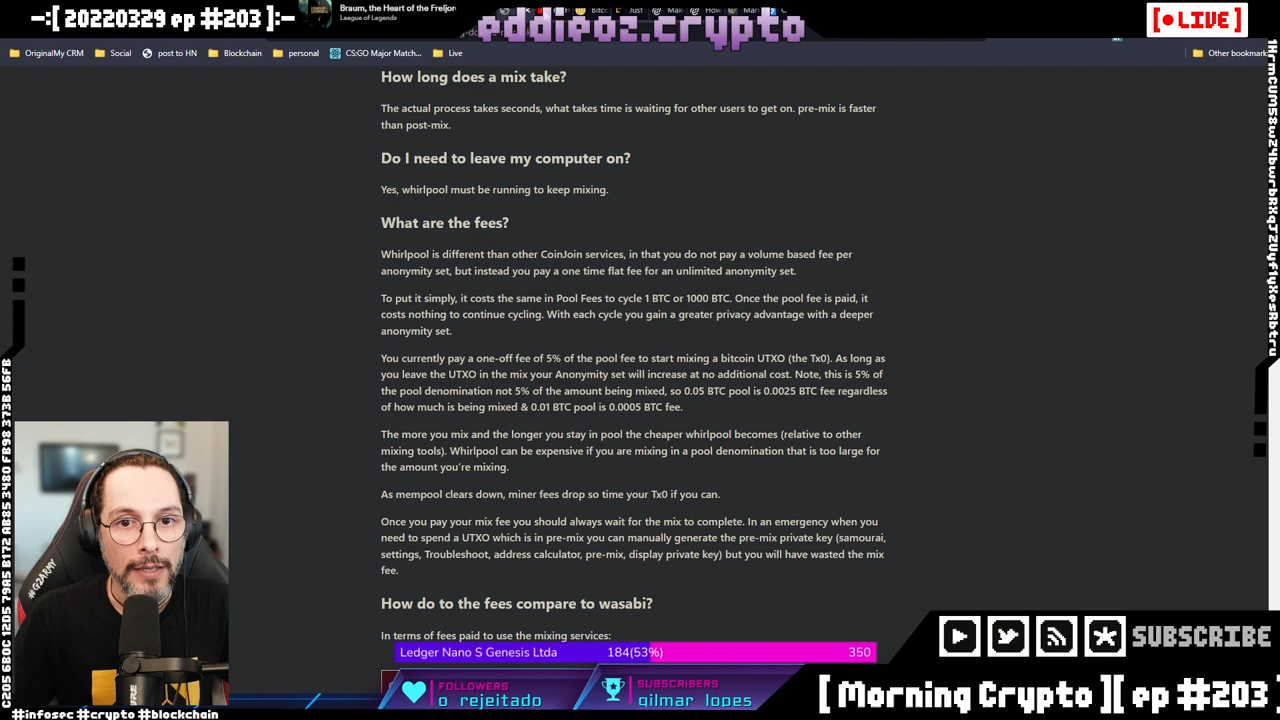 -:[ 20220329 ep #203 ]:-
Braum, the Heart of the Freljord
League of Legends
eddieoz.crypto
[● LIVE ]
OriginalMy CRM
Social
post to HN
Blockchain
personal
CS:GO Major Match...
Live
Other bookmark
How long does a mix take?
The actual process takes seconds, what takes time is waiting for other users to get on. pre-mix is faster
than post-mix.
Do I need to leave my computer on?
Yes, whirlpool must be running to keep mixing.
What are the fees?
Whirlpool is different than other CoinJoin services, in that you do not pay a volume based fee per
anonymity set, but instead you pay a one time flat fee for an unlimited anonymity set.
To put it simply, it costs the same in Pool Fees to cycle 1 BTC or 1000 BTC. Once the pool fee is paid, it
costs nothing to continue cycling. With each cycle you gain a greater privacy advantage with a deeper
anonymity set.
You currently pay a one-off fee of 5% of the pool fee to start mixing a bitcoin UTXO (the Tx0). As long as
you leave the UTXO in the mix your Anonymity set will increase at no additional cost. Note, this is 5% of
the pool denomination not 5% of the amount being mixed, so 0.05 BTC pool is 0.0025 BTC fee regardless
of how much is being mixed & 0.01 BTC pool is 0.0005 BTC fee.
The more you mix and the longer you stay in pool the cheaper whirlpool becomes (relative to other
mixing tools). Whirlpool can be expensive if you are mixing in a pool denomination that is too large for
the amount you're mixing.
As mempool clears down, miner fees drop so time your Tx0 if you can.
Once you pay your mix fee you should always wait for the mix to complete. In an emergency when you
need to spend a UTXO which is in pre-mix you can manually generate the pre-mix private key (samourai,
settings, Troubleshoot, address calculator, pre-mix, display private key) but you will have wasted the mix
fee.
How do to the fees compare to wasabi?
In terms of fees paid to use the mixing services:
Ledger Nano S Genesis Ltda 184(53%) 350
FOLLOWERS
o rejeitado
SUBSCRIBERS
gilmar lopes
SUBSCRIBE
[ Morning Crypto ][ ep #203 ]
#G2ARMY
#infosec #crypto #blockchain